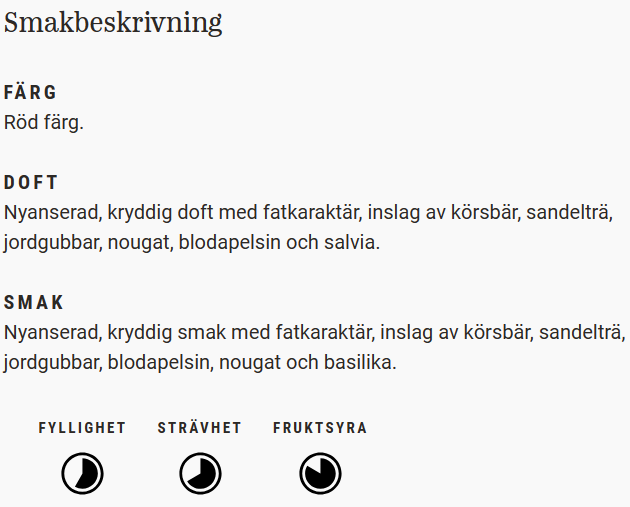 Smakbeskrivning
FÄRG
Röd färg.
DOFT
Nyanserad, kryddig doft med fatkaraktär, inslag av körsbär, sandelträ,
jordgubbar, nougat, blodapelsin och salvia.
SMAK
Nyanserad, kryddig smak med fatkaraktär, inslag av körsbär, sandelträ,
jordgubbar, blodapelsin, nougat och basilika.
FYLLIGHET STRÄVHET FRUKTSYRA